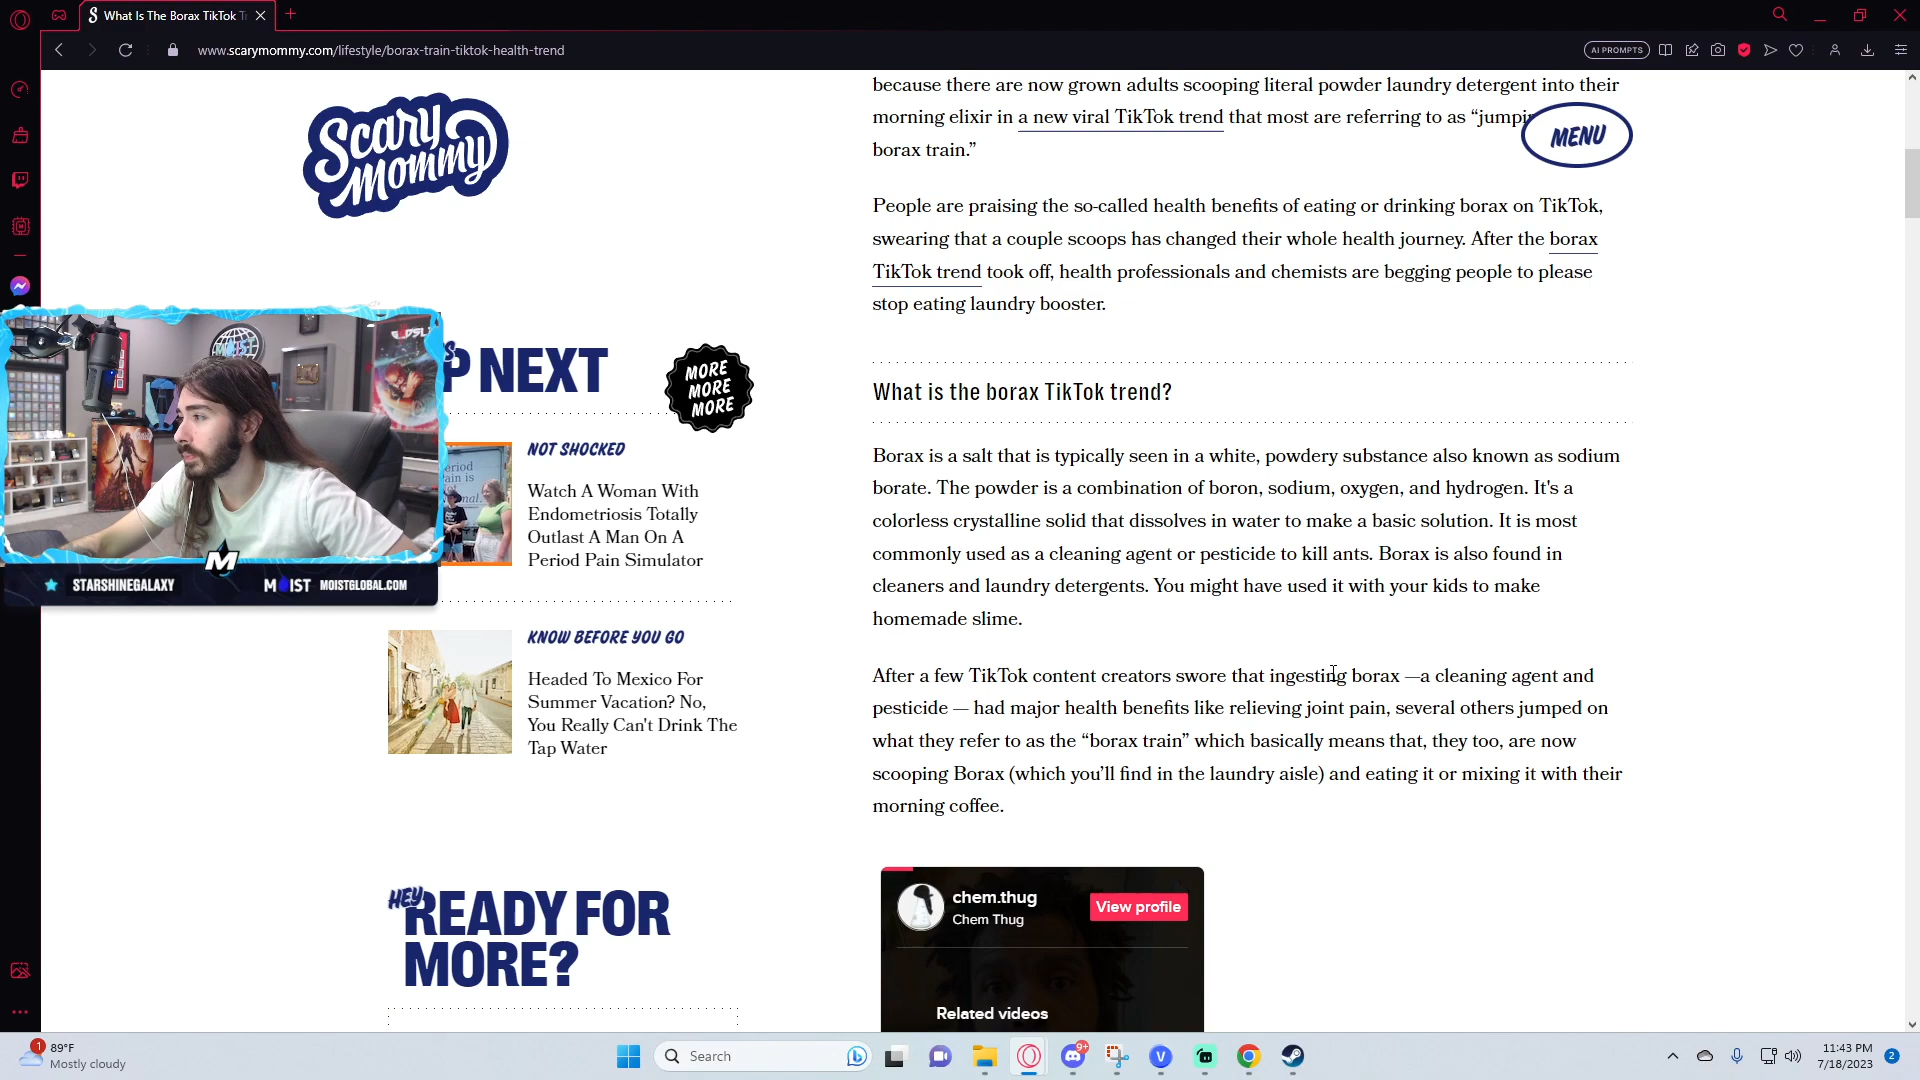 What Is The Borax TikTok Tr
www.scarymommy.com/lifestyle/borax-train-tiktok-health-trend
AI PROMPTS
Scary
Mommy
MENU
because there are now grown adults scooping literal powder laundry detergent into their
morning elixir in a new viral TikTok trend that most are referring to as “jumpin
borax train.”
People are praising the so-called health benefits of eating or drinking borax on TikTok,
swearing that a couple scoops has changed their whole health journey. After the borax
TikTok trend took off, health professionals and chemists are begging people to please
stop eating laundry booster.
What is the borax TikTok trend?
Borax is a salt that is typically seen in a white, powdery substance also known as sodium
borate. The powder is a combination of boron, sodium, oxygen, and hydrogen. It's a
colorless crystalline solid that dissolves in water to make a basic solution. It is most
commonly used as a cleaning agent or pesticide to kill ants. Borax is also found in
cleaners and laundry detergents. You might have used it with your kids to make
homemade slime.
After a few TikTok content creators swore that ingesting borax —a cleaning agent and
pesticide — had major health benefits like relieving joint pain, several others jumped on
what they refer to as the “borax train” which basically means that, they too, are now
scooping Borax (which you’ll find in the laundry aisle) and eating it or mixing it with their
morning coffee.
P NEXT
MORE
MORE
MORE
NOT SHOCKED
Watch A Woman With
Endometriosis Totally
Outlast A Man On A
Period Pain Simulator
MOIST
M
STARSHINEGALAXY
MOIST MOISTGLOBAL.COM
KNOW BEFORE YOU GO
Headed To Mexico For
Summer Vacation? No,
You Really Can't Drink The
Tap Water
HEY
READY FOR
MORE?
chem.thug
Chem Thug
View profile
Related videos
1
89°F
Mostly cloudy
Search
9+
V
11:43 PM
7/18/2023
2